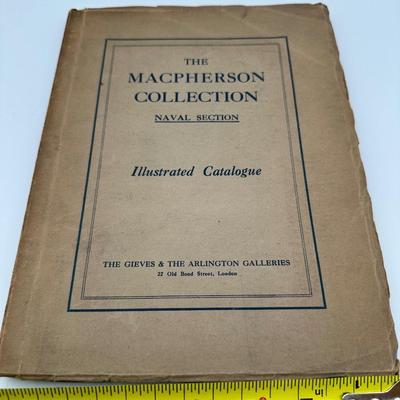 THE
MACPHERSON
COLLECTION
NAVAL SECTION
Illustrated Catalogue
THE GIEVES & THE ARLINGTON GALLERIES
22 Old Bond Street, London